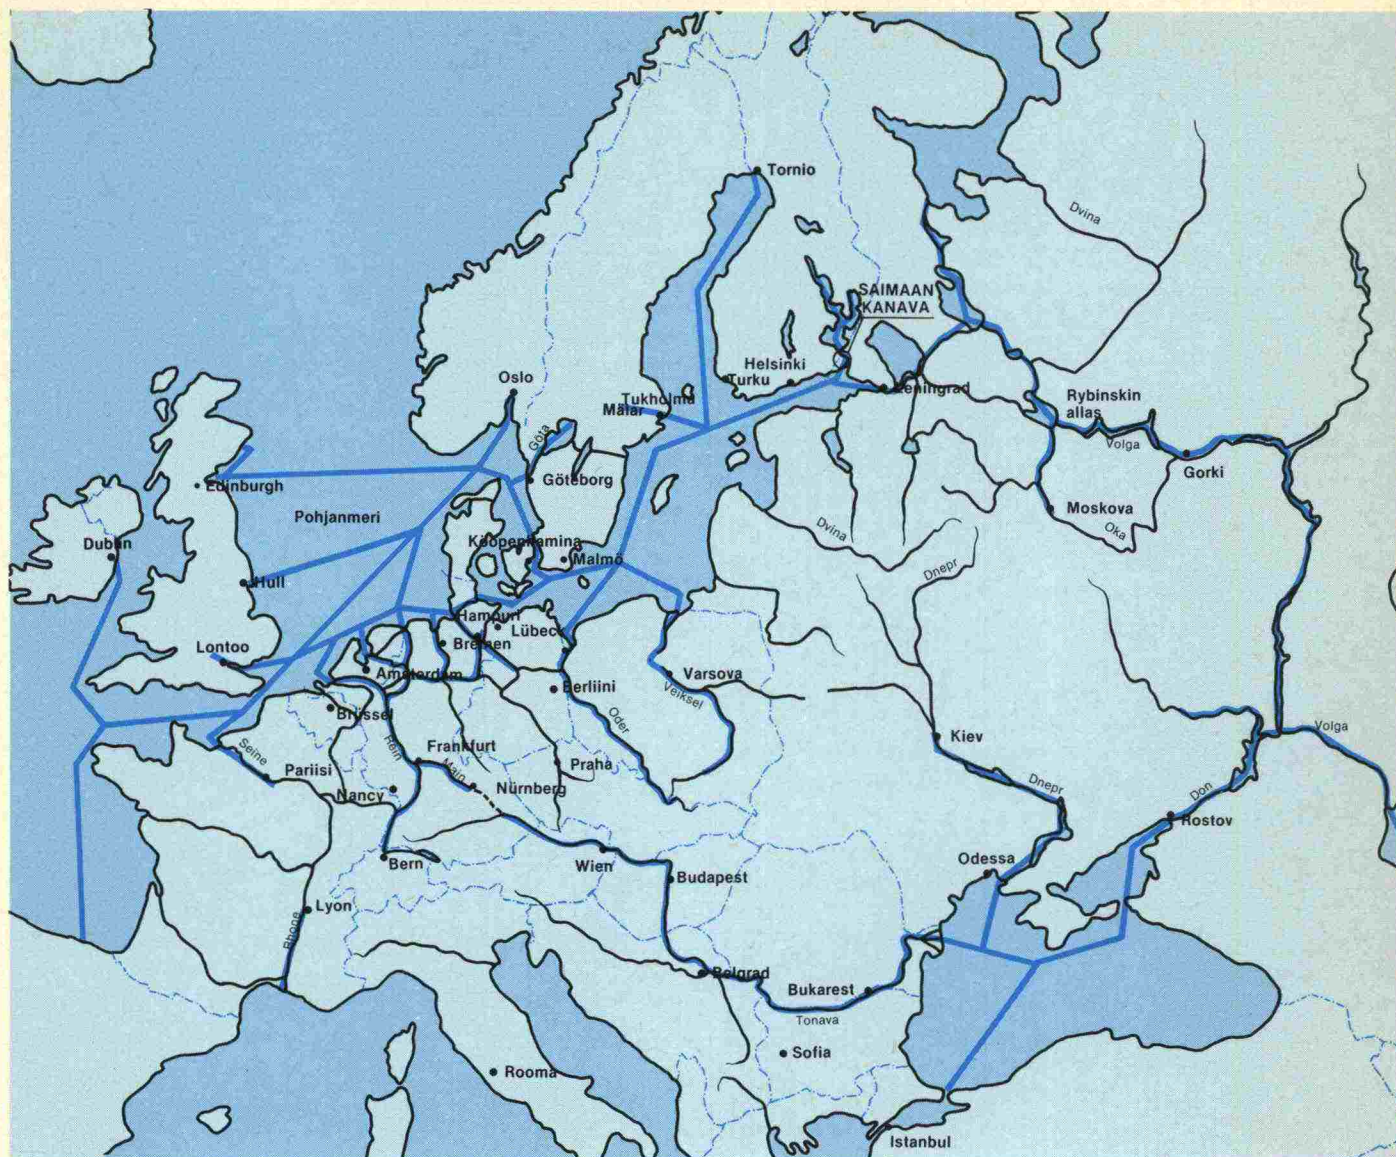 Tornio
Dvina
SAIMAAN
KANAVA
Helsinki
Turku
Leningrad
Oslo
Tukholma
Mälar
Rybinskin
allas
Volga
Gorki
Göta
Göteborg
Edinburgh
Pohjanmeri
Moskova
Oka
Dublin
Kööpenhamina
Malmö
Dvina
Dnepr
Hull
Hampuri
Lübeck
Bremen
Lontoo
Amsterdam
Berliini
Varsova
Veiksel
Brüssel
Oder
Kiev
Volga
Seine
Rein
Frankfurt
Main
Pariisi
Nancy
Nürnberg
Praha
Dnepr
Don
Rostov
Bern
Wien
Budapest
Odessa
Lyon
Rhone
Belgrad
Bukarest
Tonava
Sofia
Rooma
Istanbul